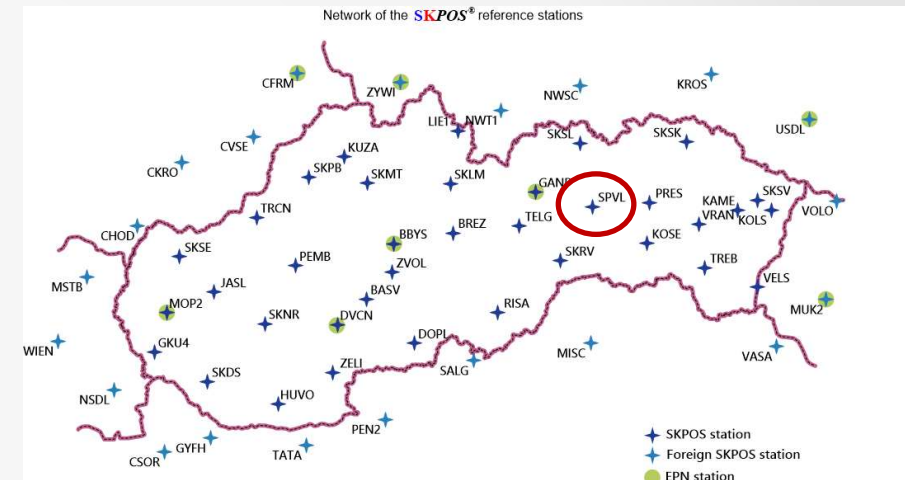 Network of the SKPOS® reference stations
CFRM
ZYWI
NWSC
KROS
LIE1 NWT1
USDL
CVSE
SKSL
SKSK
KUZA
CKRO
SKPB
SKMT
SKLM
SPVL
PRES
KAME
SKSV
TRCN
VRAN
KOLS
VOLO
CHOD
BREZ
TELG
BBYS
KOSE
SKSE
PEMB
ZVOL
SKRV
TREB
MSTB
JASL
BASV
VELS
MOP2
SKNR
DVCN
RISA
MUK2
WIEN
GKU4
DOPL
MISC
VASA
SKDS
ZELI
SALG
NSDL
HUVO
PEN2
CSOR
GYFH
TATA
SKPOS station
Foreign SKPOS station
EPN station